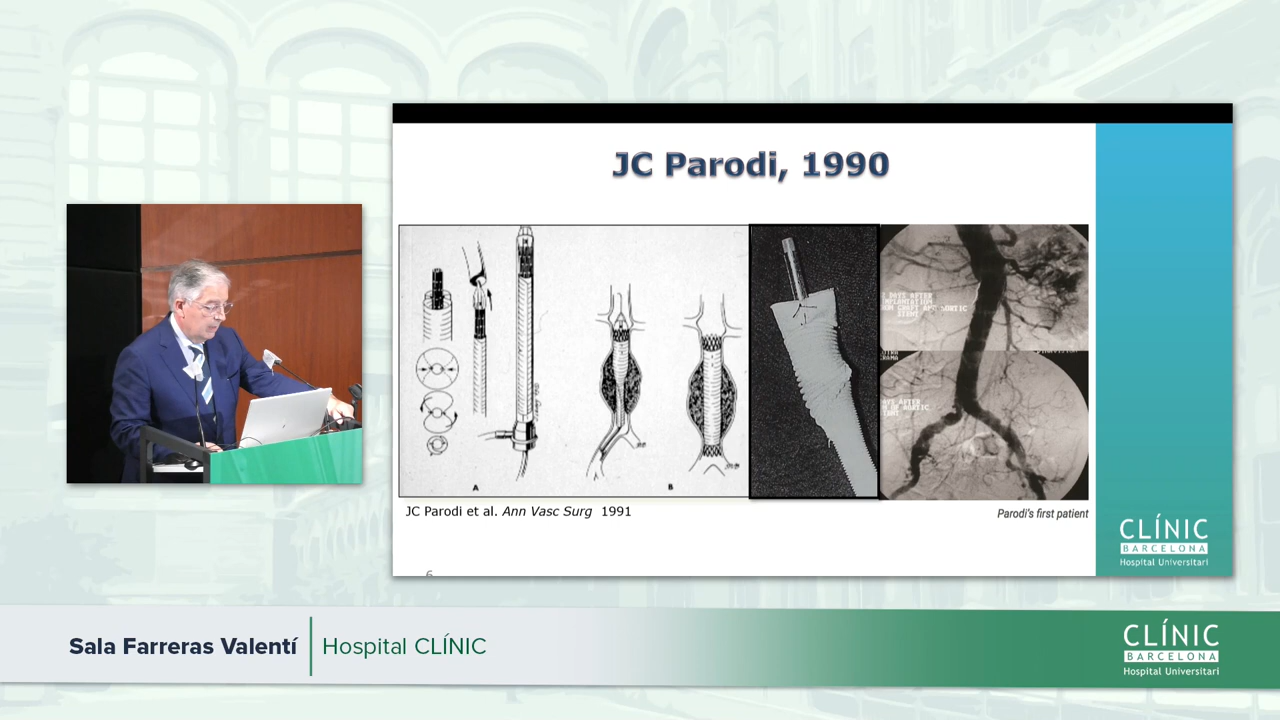 JC Parodi, 1990
A
B
JC Parodi et al. Ann Vasc Surg 1991
Parodi's first patient
6
CLÍNIC
BARCELONA
Hospital Universitari
Sala Farreras Valentí
Hospital CLÍNIC
CLÍNIC
BARCELONA
Hospital Universitari